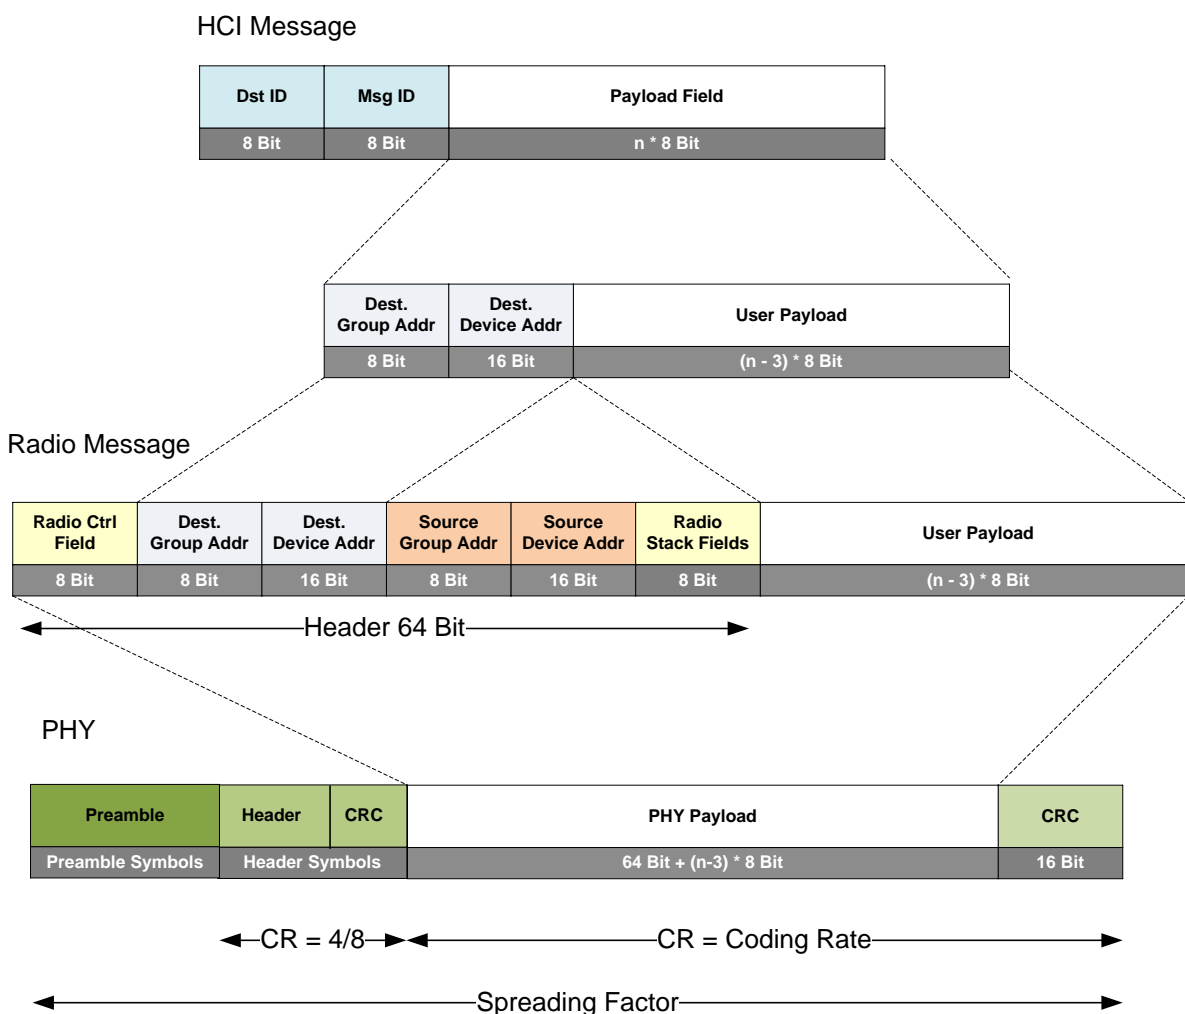 HCI Message
Dst ID
Msg ID
Payload Field
8 Bit
8 Bit
n * 8 Bit
Dest.
Group Addr
Dest.
Device Addr
User Payload
8 Bit
16 Bit
(n - 3) * 8 Bit
Radio Message
Radio Ctrl
Field
Dest.
Group Addr
Dest.
Device Addr
Source
Group Addr
Source
Device Addr
Radio
Stack Fields
User Payload
8 Bit
8 Bit
16 Bit
8 Bit
16 Bit
8 Bit
(n - 3) * 8 Bit
Header 64 Bit
PHY
Preamble
Header
CRC
PHY Payload
CRC
Preamble Symbols
Header Symbols
64 Bit + (n-3) * 8 Bit
16 Bit
CR = 4/8
CR = Coding Rate
Spreading Factor